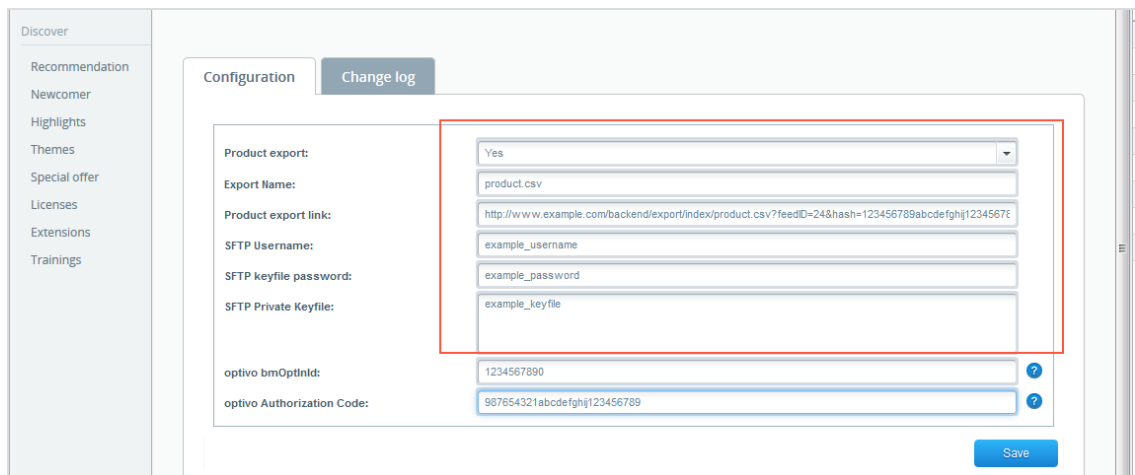 Discover
Recommendation
Newcomer
Highlights
Themes
Special offer
Licenses
Extensions
Trainings
Configuration
Change log
Product export: Yes
Export Name: product.csv
Product export link: http://www.example.com/backend/export/index/product.csv?feedID=24&hash=123456789abcdefghij12345678
SFTP Username: example_username
SFTP keyfile password: example_password
SFTP Private Keyfile: example_keyfile
optivo bmOptInId: 1234567890 ?
optivo Authorization Code: 987654321abcdefghij123456789 ?
Save